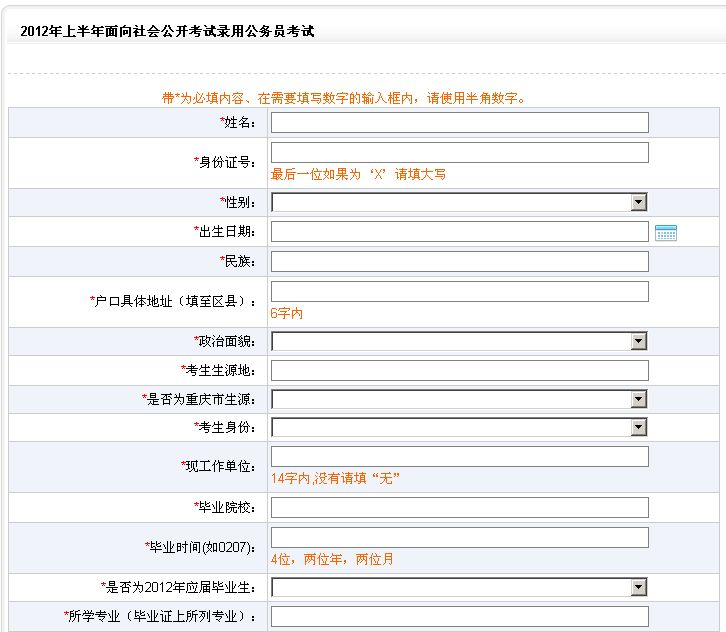 2012年上半年面向社会公开考试录用公务员考试
带*为必填内容、在需要填写数字的输入框内，请使用半角数字。
*姓名：
*身份证号：
最后一位如果为‘X’请填大写
*性别：
*出生日期：
*民族：
*户口具体地址（填至区县）：
6字内
*政治面貌：
*考生生源地：
*是否为重庆市生源：
*考生身份：
*现工作单位：
14字内,没有请填“无”
*毕业院校：
*毕业时间(如0207)：
4位，两位年，两位月
*是否为2012年应届毕业生：
*所学专业（毕业证上所列专业）：